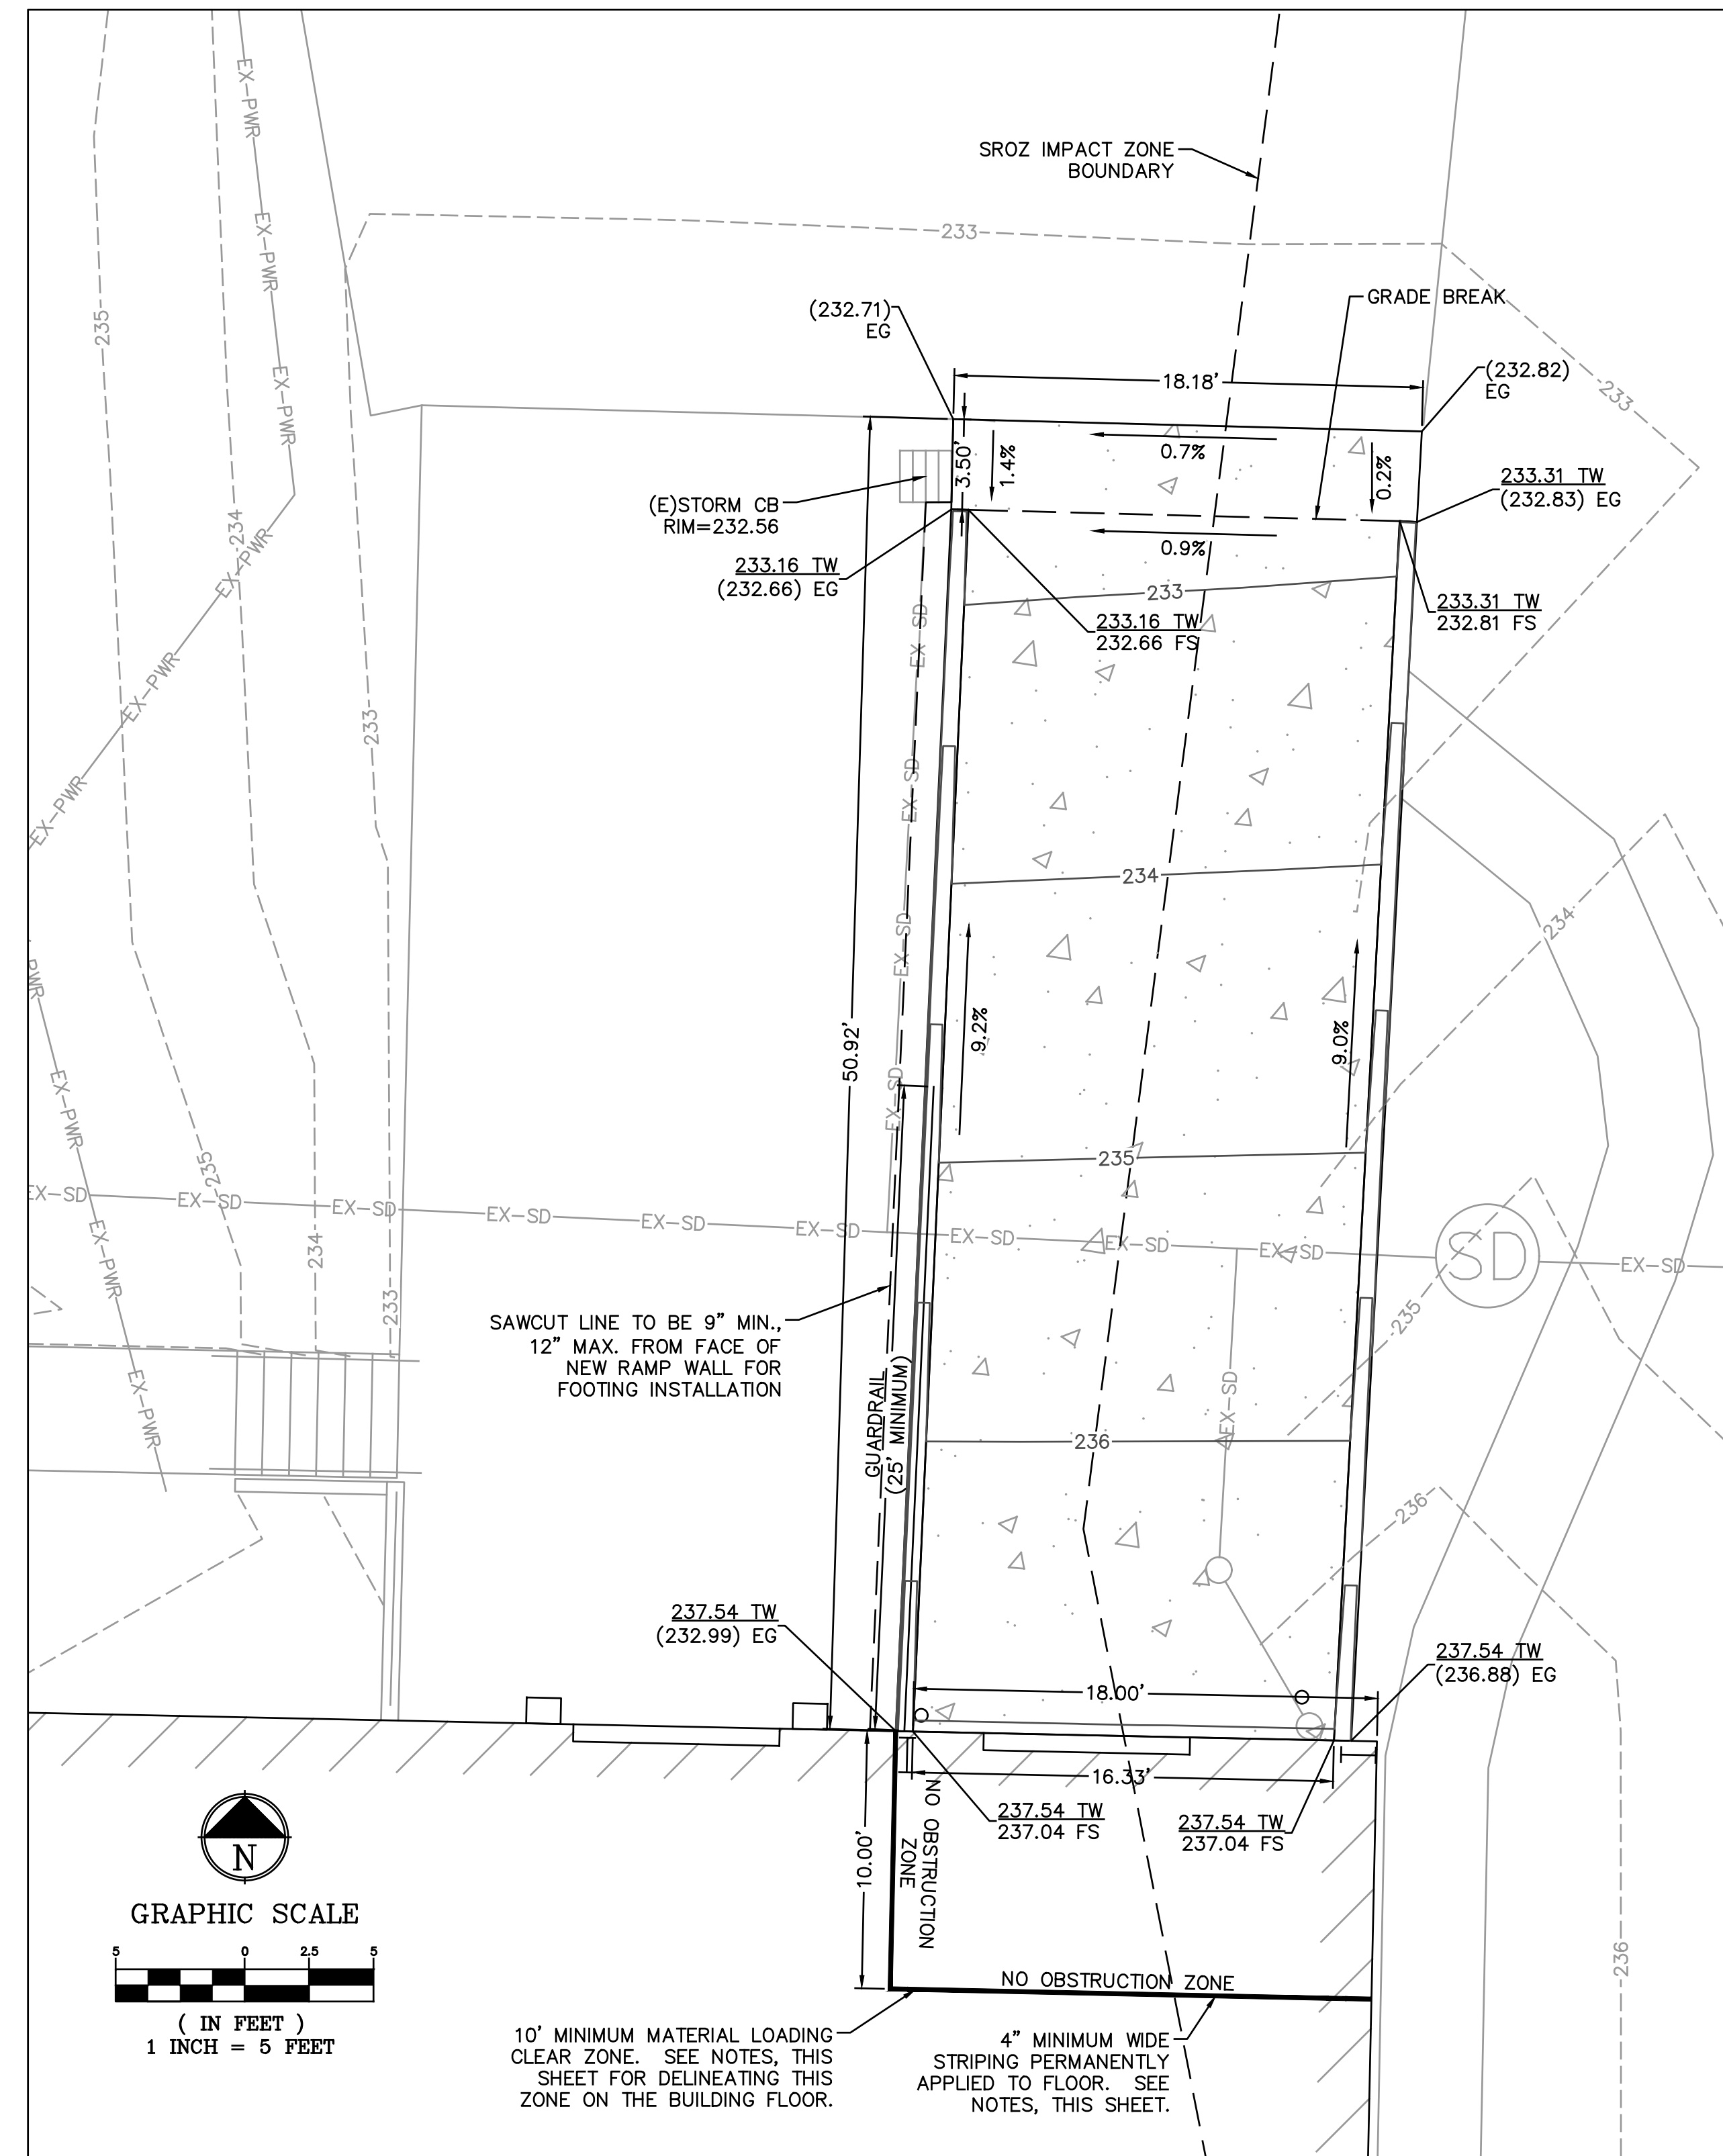 SROZ IMPACT ZONE
BOUNDARY
EX-PWR
EX-PWR
EX-PWR
EX-PWR
EX-PWR
EX-PWR
EX-PWR
PWR
EX-PWR
EX-PWR
EX-PWR
233
235
234
233
(232.71)
EG
GRADE BREAK
18.18'
(232.82)
EG
233
0.7%
3.50'
1.4%
0.2%
(E)STORM CB
RIM=232.56
233.31 TW
(232.83) EG
0.9%
233.16 TW
(232.66) EG
233
233.16 TW
232.66 FS
233.31 TW
232.81 FS
EX-SD
EX-SD
EX-SD
EX-SD
234
234
50.92'
9.2%
9.0%
235
235
234
233
EX-SD
EX-SD
EX-SD
EX-SD
EX-SD
EX-SD
EX-SD
EX-SD
EX-SD
SD
EX-SD
235
SAWCUT LINE TO BE 9” MIN.,
12” MAX. FROM FACE OF
NEW RAMP WALL FOR
FOOTING INSTALLATION
GUARDRAIL
(25' MINIMUM)
EX-SD
236
236
237.54 TW
(232.99) EG
237.54 TW
(236.88) EG
18.00'
16.33'
237.54 TW
237.04 FS
237.54 TW
237.04 FS
10.00'
NO OBSTRUCTION
ZONE
NO OBSTRUCTION ZONE
236
N
GRAPHIC SCALE
5 0 2.5 5
( IN FEET )
1 INCH = 5 FEET
10' MINIMUM MATERIAL LOADING
CLEAR ZONE. SEE NOTES, THIS
SHEET FOR DELINEATING THIS
ZONE ON THE BUILDING FLOOR.
4” MINIMUM WIDE
STRIPING PERMANENTLY
APPLIED TO FLOOR. SEE
NOTES, THIS SHEET.